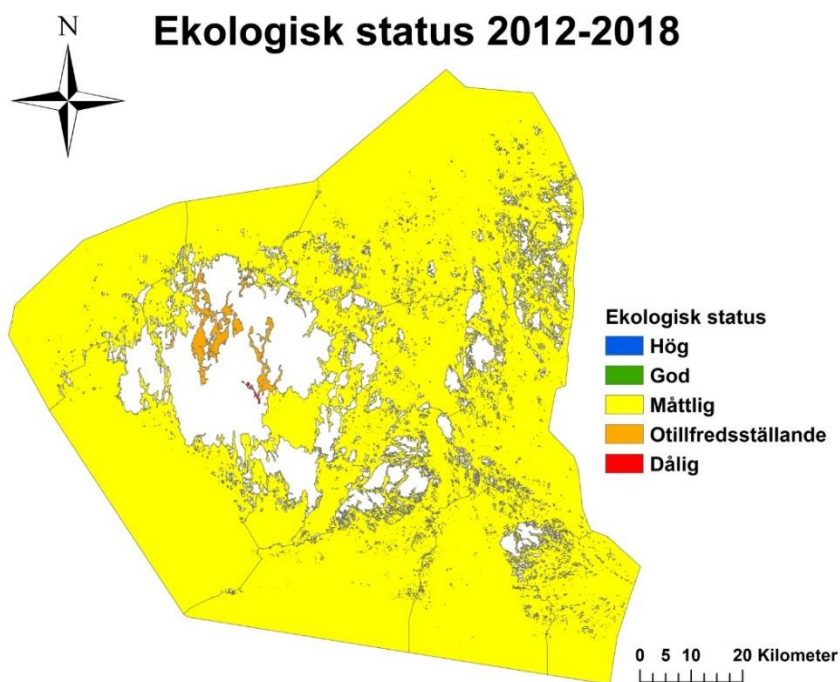 Ekologisk status 2012-2018
N
Ekologisk status
Hög
God
Måttlig
Otillfredsställande
Dålig
0 5 10 20 Kilometer